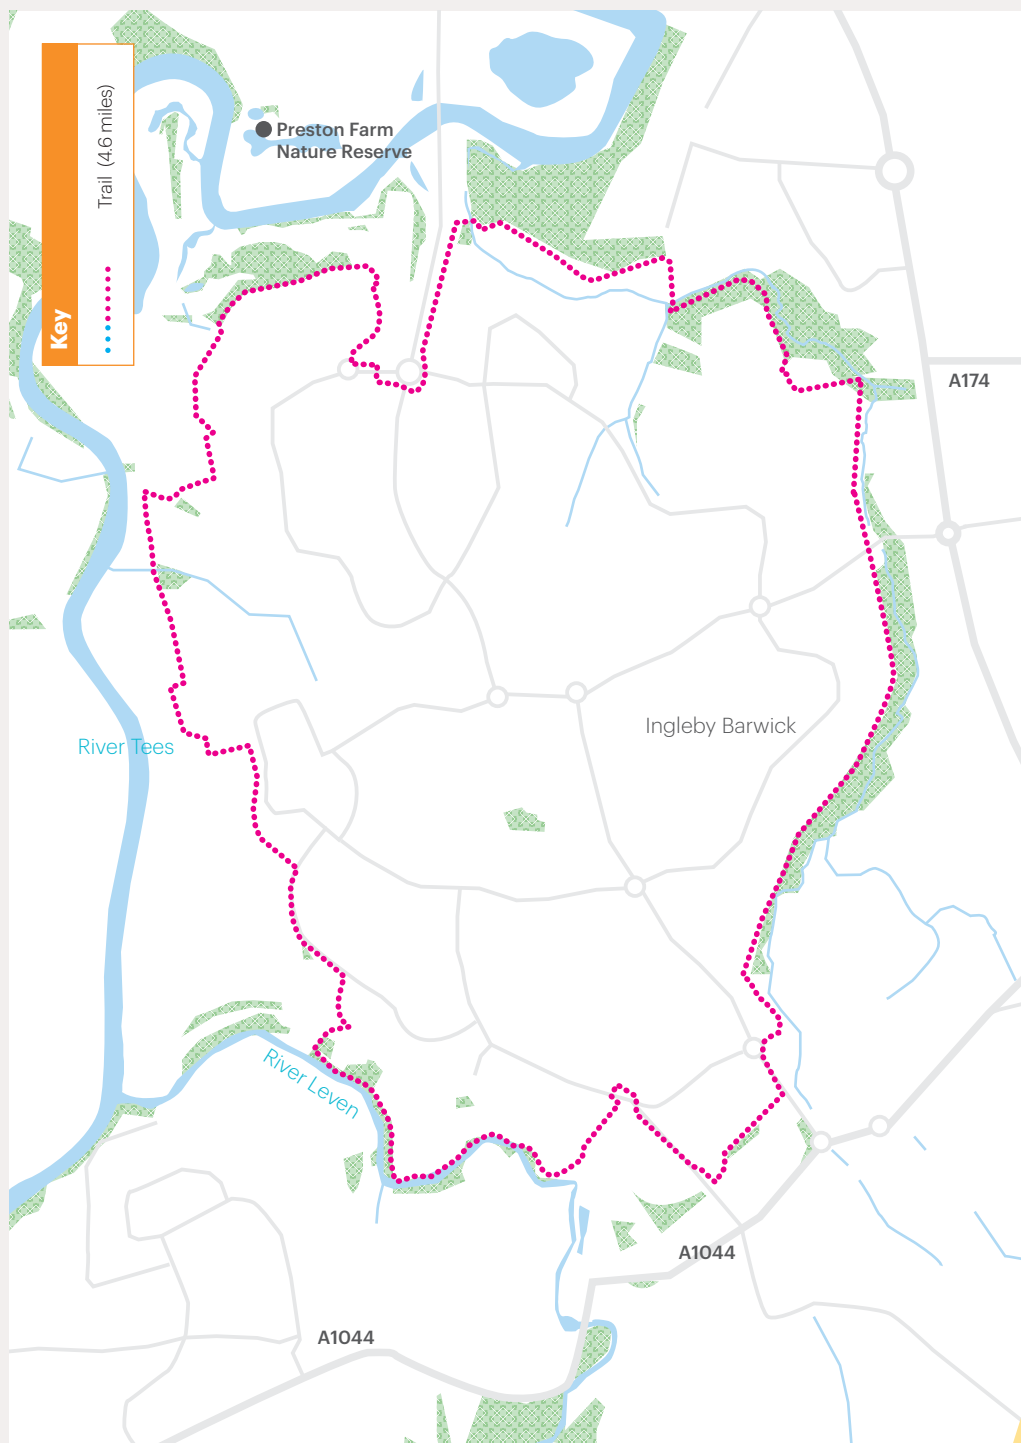 Key
Trail (4.6 miles)
Preston Farm
Nature Reserve
A174
Ingleby Barwick
River Tees
River Leven
A1044
A1044